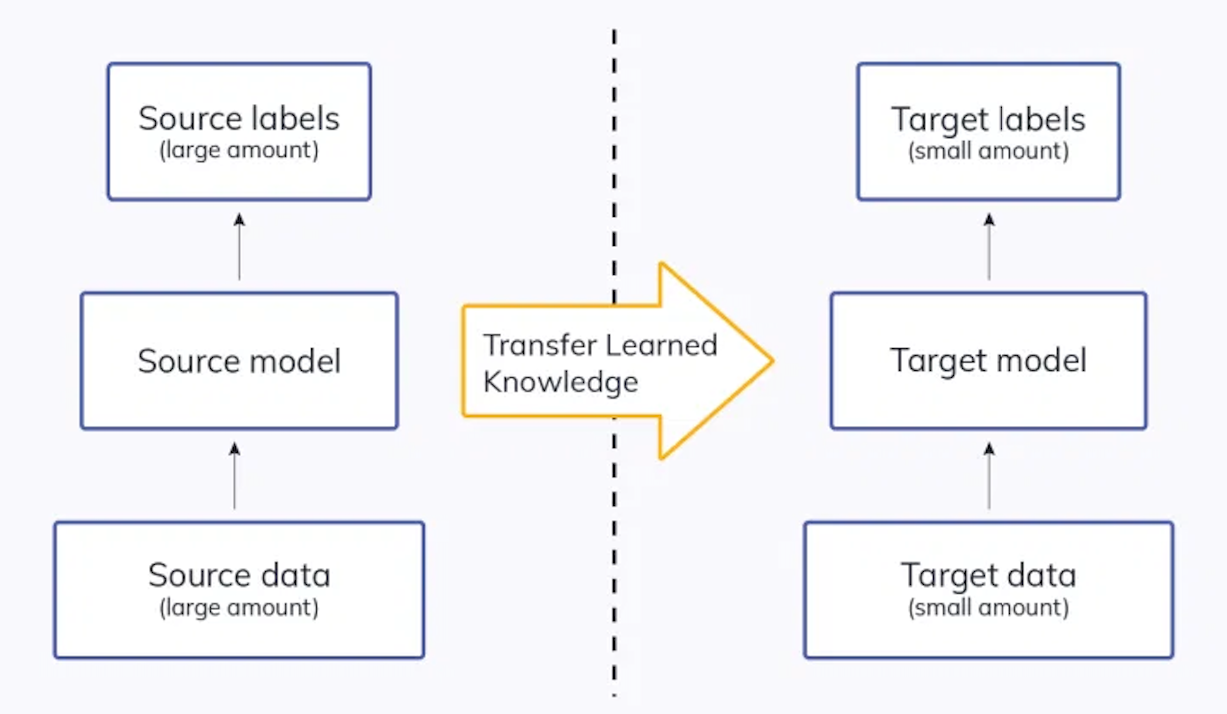 Source labels
(large amount)
Target labels
(small amount)
Source model
Transfer Learned
Knowledge
Target model
Source data
(large amount)
Target data
(small amount)